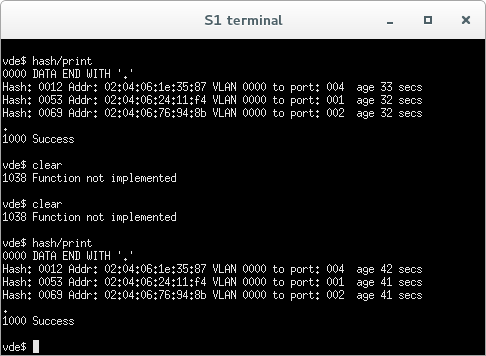 S1 terminal
vde$ hash/print
0000 DATA END WITH '.'
Hash: 0012 Addr: 02:04:06:1e:35:87 VLAN 0000 to port: 004  age 33 secs
Hash: 0053 Addr: 02:04:06:24:11:f4 VLAN 0000 to port: 001  age 32 secs
Hash: 0069 Addr: 02:04:06:76:94:8b VLAN 0000 to port: 002  age 32 secs
.
1000 Success
vde$ clear
1038 Function not implemented
vde$ clear
1038 Function not implemented
vde$ hash/print
0000 DATA END WITH '.'
Hash: 0012 Addr: 02:04:06:1e:35:87 VLAN 0000 to port: 004  age 42 secs
Hash: 0053 Addr: 02:04:06:24:11:f4 VLAN 0000 to port: 001  age 41 secs
Hash: 0069 Addr: 02:04:06:76:94:8b VLAN 0000 to port: 002  age 41 secs
.
1000 Success
vde$